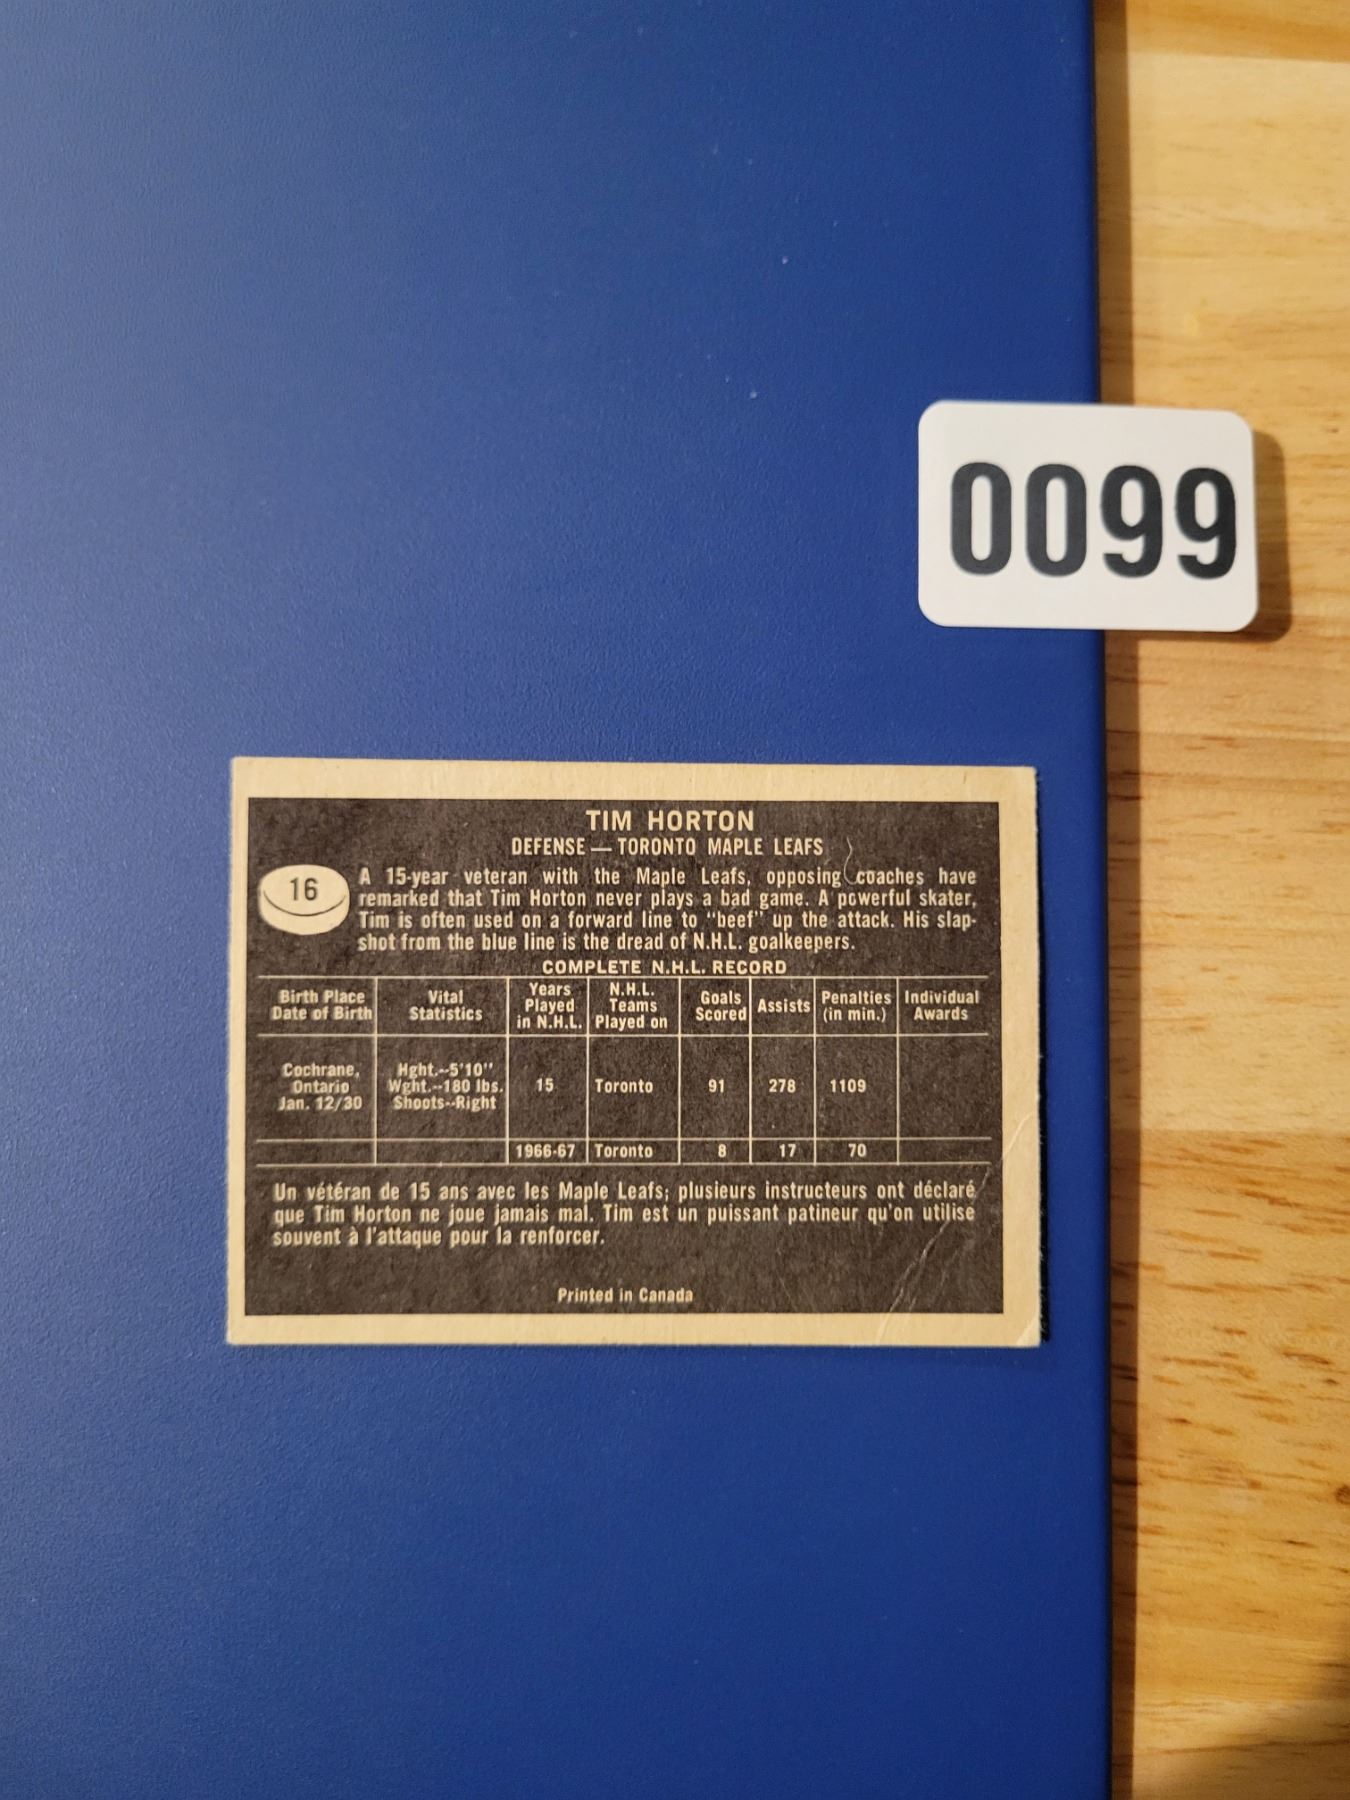 0099
TIM HORTON
DEFENSE — TORONTO MAPLE LEAFS
16
A 15-year veteran with the Maple Leafs, opposing coaches have
remarked that Tim Horton never plays a bad game. A powerful skater,
Tim is often used on a forward line to "beef" up the attack. His slap-
shot from the blue line is the dread of N.H.L. goalkeepers.
COMPLETE N.H.L. RECORD
Birth Place Date of Birth Vital Statistics Years Played in N.H.L. N.H.L. Teams Played on Goals Scored Assists Penalties (in min.) Individual Awards
Cochrane, Ontario Jan. 12/30 Hght.--5'10" Wght.--180 lbs. Shoots--Right 15 Toronto 91 278 1109
1966-67 Toronto 8 17 70
Un vétéran de 15 ans avec les Maple Leafs; plusieurs instructeurs ont déclaré
que Tim Horton ne joue jamais mal. Tim est un puissant patineur qu'on utilise
souvent à l'attaque pour la renforcer.
Printed in Canada